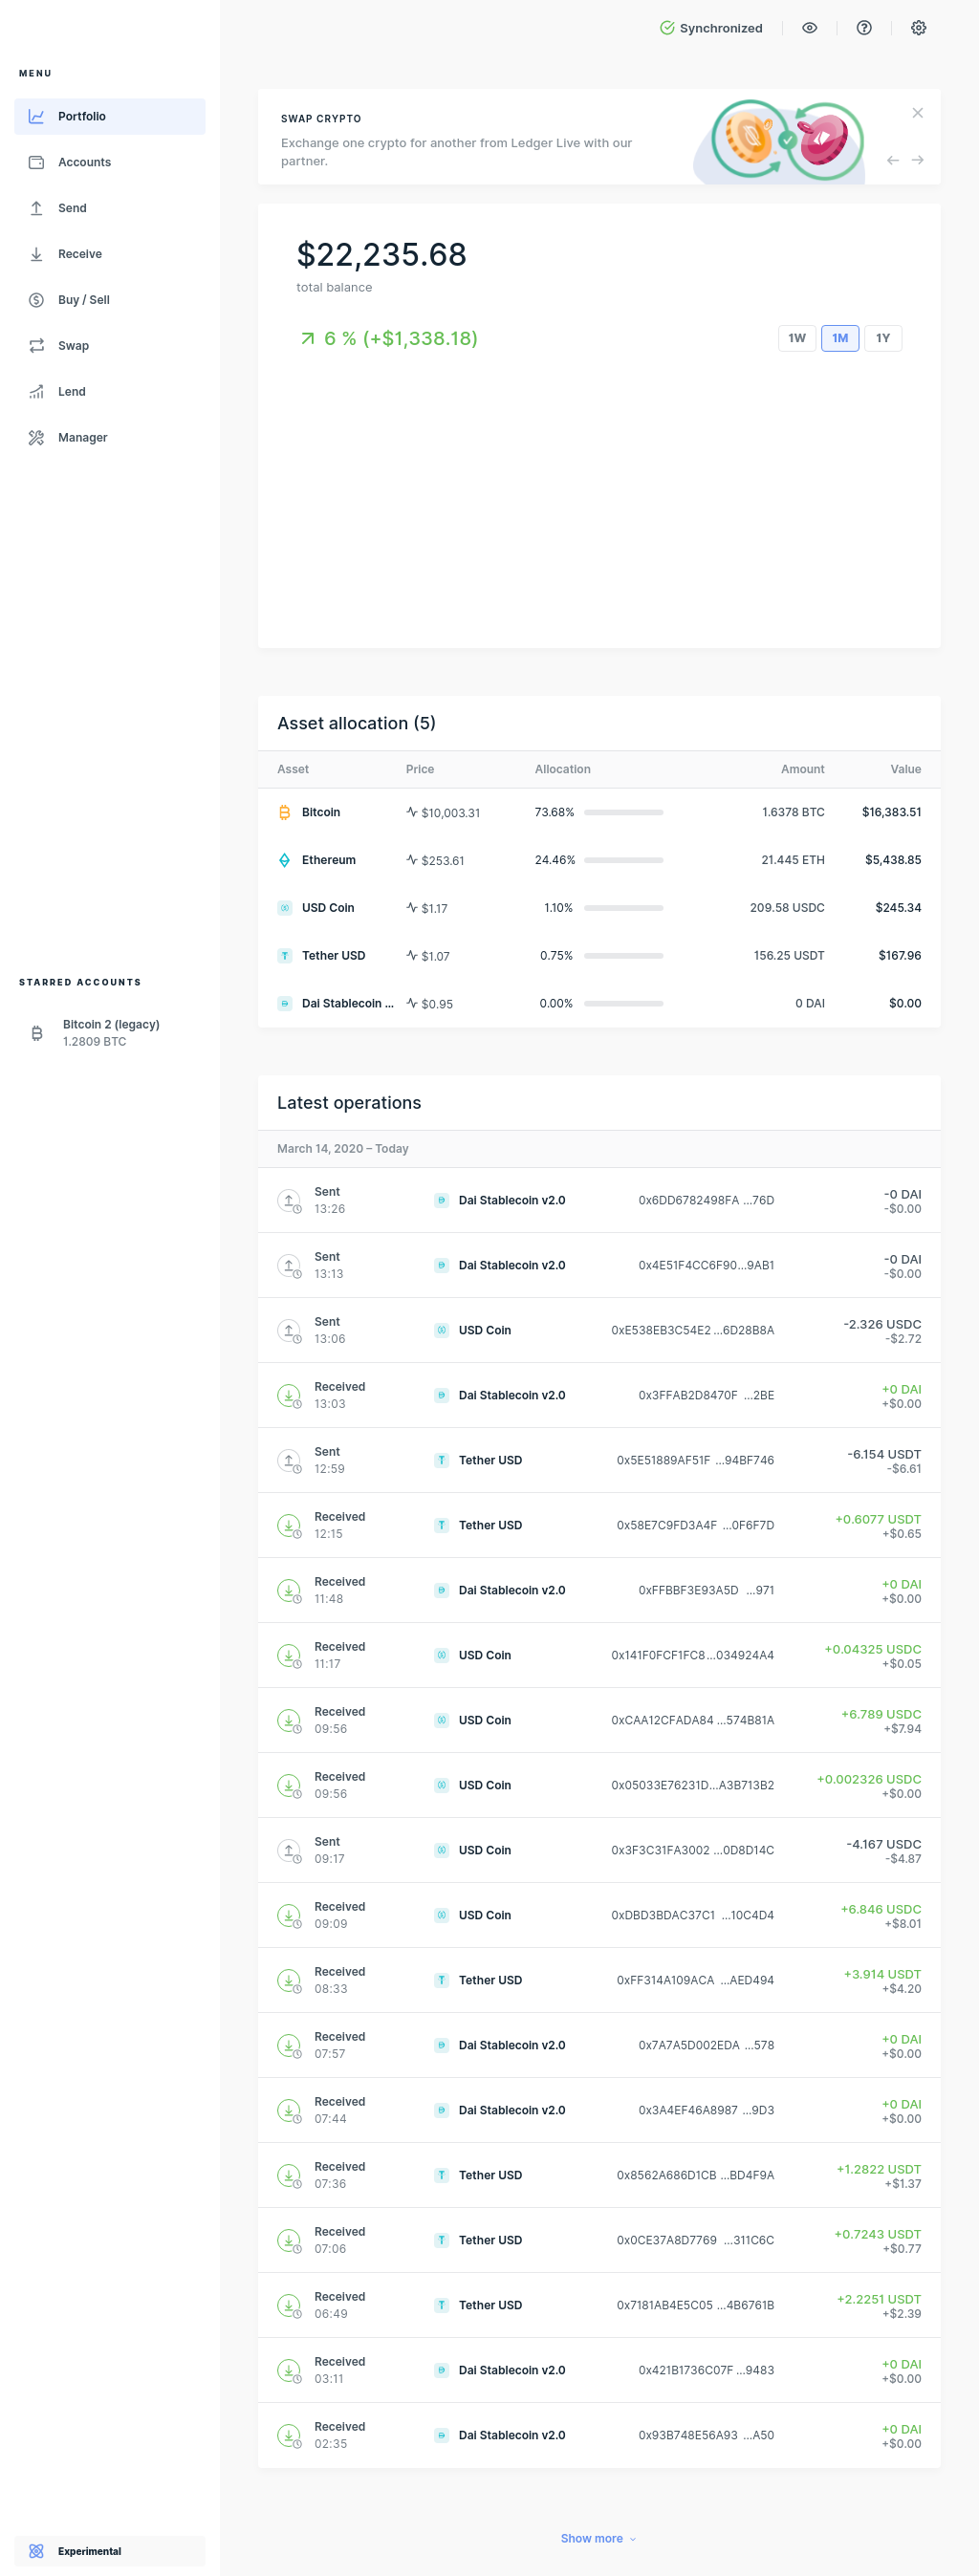 Synchronized
MENU
Portfolio
Accounts
Send
Receive
Buy / Sell
Swap
Lend
Manager
STARRED ACCOUNTS
Bitcoin 2 (legacy)
1.2809 BTC
Experimental
SWAP CRYPTO
Exchange one crypto for another from Ledger Live with our
partner.
$22,235.68
total balance
6 % (+$1,338.18)
1W 1M 1Y
Asset allocation (5)
Asset Price Allocation Amount Value
Bitcoin $10,003.31 73.68% 1.6378 BTC $16,383.51
Ethereum $253.61 24.46% 21.445 ETH $5,438.85
USD Coin $1.17 1.10% 209.58 USDC $245.34
Tether USD $1.07 0.75% 156.25 USDT $167.96
Dai Stablecoin ... $0.95 0.00% 0 DAI $0.00
Latest operations
March 14, 2020 – Today
Sent Dai Stablecoin v2.0 0x6DD6782498FA ...76D -0 DAI
13:26 -$0.00
Sent Dai Stablecoin v2.0 0x4E51F4CC6F90...9AB1 -0 DAI
13:13 -$0.00
Sent USD Coin 0xE538EB3C54E2 ...6D28B8A -2.326 USDC
13:06 -$2.72
Received Dai Stablecoin v2.0 0x3FFAB2D8470F ...2BE +0 DAI
13:03 +$0.00
Sent Tether USD 0x5E51889AF51F ...94BF746 -6.154 USDT
12:59 -$6.61
Received Tether USD 0x58E7C9FD3A4F ...0F6F7D +0.6077 USDT
12:15 +$0.65
Received Dai Stablecoin v2.0 0xFFBBF3E93A5D ...971 +0 DAI
11:48 +$0.00
Received USD Coin 0x141F0FCF1FC8...034924A4 +0.04325 USDC
11:17 +$0.05
Received USD Coin 0xCAA12CFADA84 ...574B81A +6.789 USDC
09:56 +$7.94
Received USD Coin 0x05033E76231D...A3B713B2 +0.002326 USDC
09:56 +$0.00
Sent USD Coin 0x3F3C31FA3002 ...0D8D14C -4.167 USDC
09:17 -$4.87
Received USD Coin 0xDBD3BDAC37C1 ...10C4D4 +6.846 USDC
09:09 +$8.01
Received Tether USD 0xFF314A109ACA ...AED494 +3.914 USDT
08:33 +$4.20
Received Dai Stablecoin v2.0 0x7A7A5D002EDA ...578 +0 DAI
07:57 +$0.00
Received Dai Stablecoin v2.0 0x3A4EF46A8987 ...9D3 +0 DAI
07:44 +$0.00
Received Tether USD 0x8562A686D1CB ...BD4F9A +1.2822 USDT
07:36 +$1.37
Received Tether USD 0x0CE37A8D7769 ...311C6C +0.7243 USDT
07:06 +$0.77
Received Tether USD 0x7181AB4E5C05 ...4B6761B +2.2251 USDT
06:49 +$2.39
Received Dai Stablecoin v2.0 0x421B1736C07F ...9483 +0 DAI
03:11 +$0.00
Received Dai Stablecoin v2.0 0x93B748E56A93 ...A50 +0 DAI
02:35 +$0.00
Show more